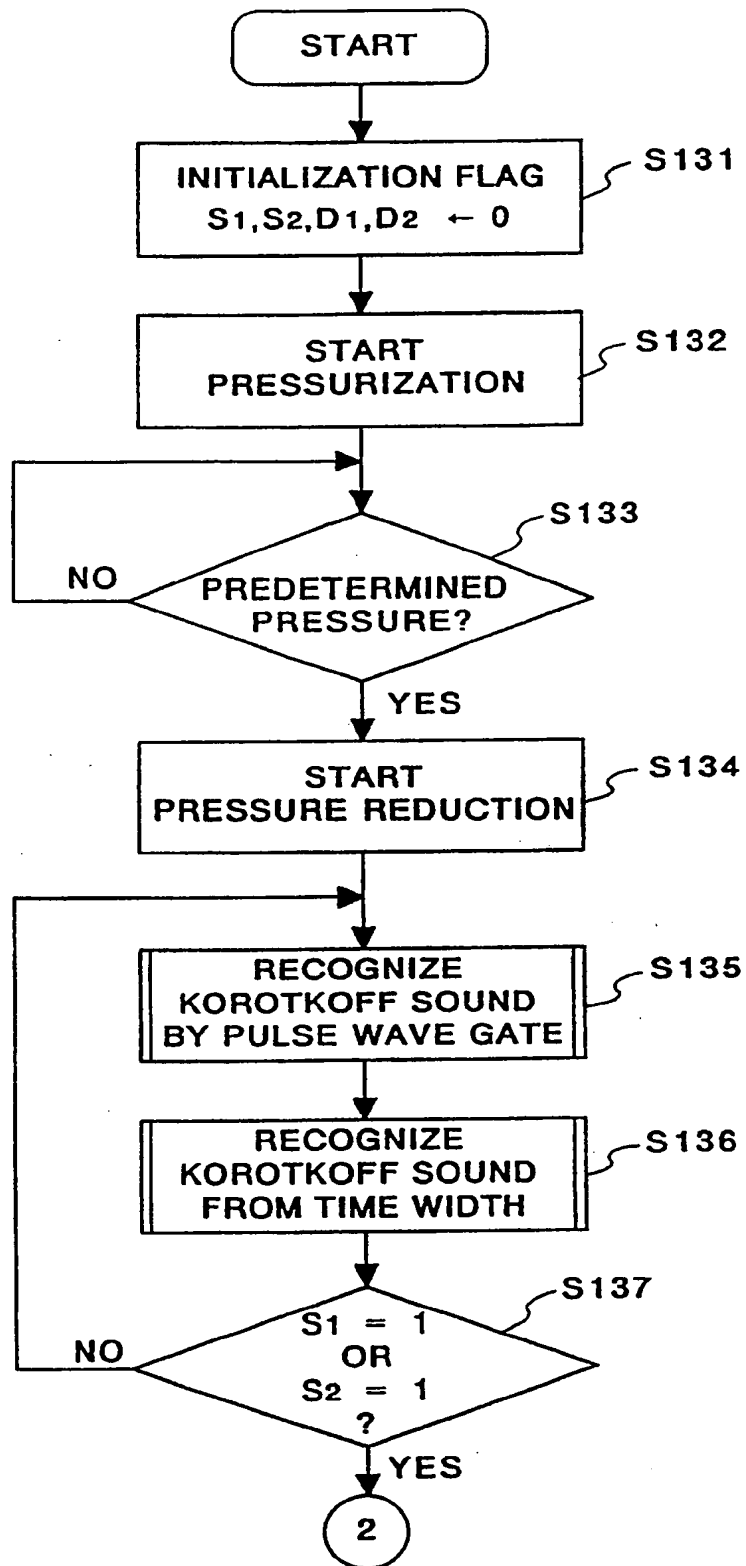 START
INITIALIZATION FLAG
S1,S2,D1,D2 ← 0
S131
START
PRESSURIZATION
S132
S133
NO
PREDETERMINED
PRESSURE?
YES
START
PRESSURE REDUCTION
S134
RECOGNIZE
KOROTKOFF SOUND
BY PULSE WAVE GATE
S135
RECOGNIZE
KOROTKOFF SOUND
FROM TIME WIDTH
S136
S137
NO
S1 = 1
OR
S2 = 1
?
YES
2